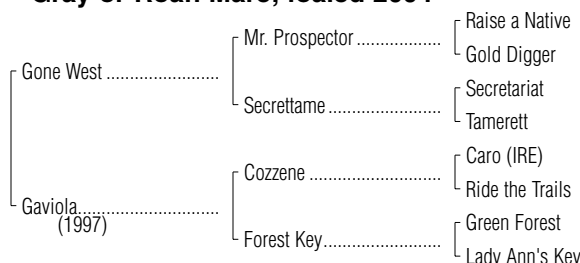 Gray or Roan Mare; foaled
Raise a Native
Mr. Prospector ..................
Gold Digger
Gone West ........................
Secretariat
Secrettame ........................
Tamerett
Caro (IRE)
Cozzene ............................
Ride the Trails
Gaviola..............................
(1997)
Green Forest
Forest Key.........................
Lady Ann's Key